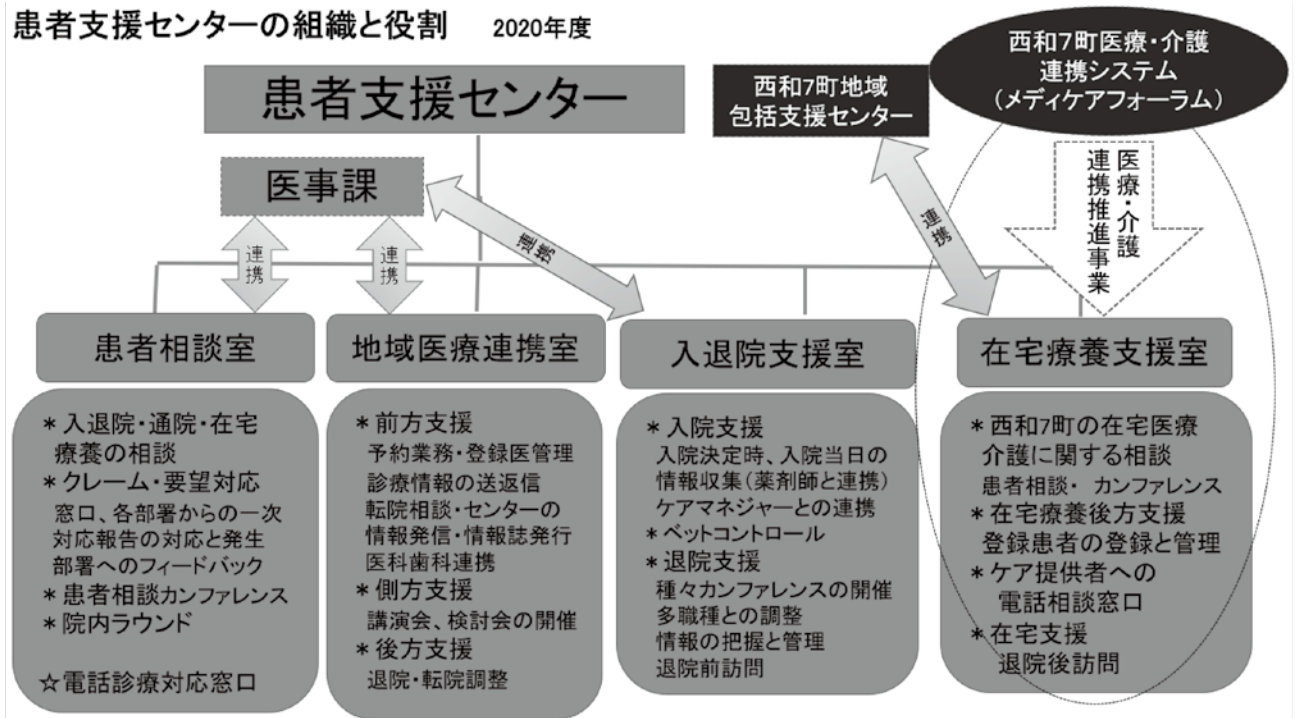 患者支援センターの組織と役割 2020年度
患者支援センター
西和7町地域
包括支援センター
西和7町医療・介護
連携システム
(メディケアフォーラム)
医事課
連携
連携
連携
連携
医療・介護
連携推進事業
患者相談室
*入退院・通院・在宅
療養の相談
*クレーム・要望対応
窓口、各部署からの一次
対応報告の対応と発生
部署へのフィードバック
*患者相談カンファレンス
*院内ラウンド
☆電話診療対応窓口
地域医療連携室
*前方支援
予約業務・登録医管理
診療情報の送返信
転院相談・センターの
情報発信・情報誌発行
医科歯科連携
*側方支援
講演会、検討会の開催
*後方支援
退院・転院調整
入退院支援室
*入院支援
入院決定時、入院当日の
情報収集(薬剤師と連携)
ケアマネジャーとの連携
*ベットコントロール
*退院支援
種々カンファレンスの開催
多職種との調整
情報の把握と管理
退院前訪問
在宅療養支援室
*西和7町の在宅医療
介護に関する相談
患者相談・ カンファレンス
*在宅療養後方支援
登録患者の登録と管理
*ケア提供者への
電話相談窓口
*在宅支援
退院後訪問